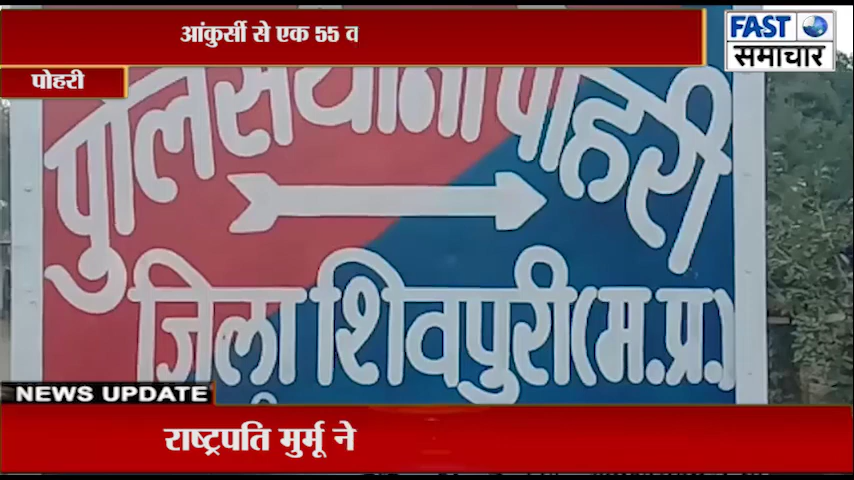 आंकुर्सी से एक 55 व
FAST
समाचार
पोहरी
पुलिस थाना पोहरी
जिला शिवपुरी (म.प्र.)
NEWS UPDATE
राष्ट्रपति मुर्मू ने